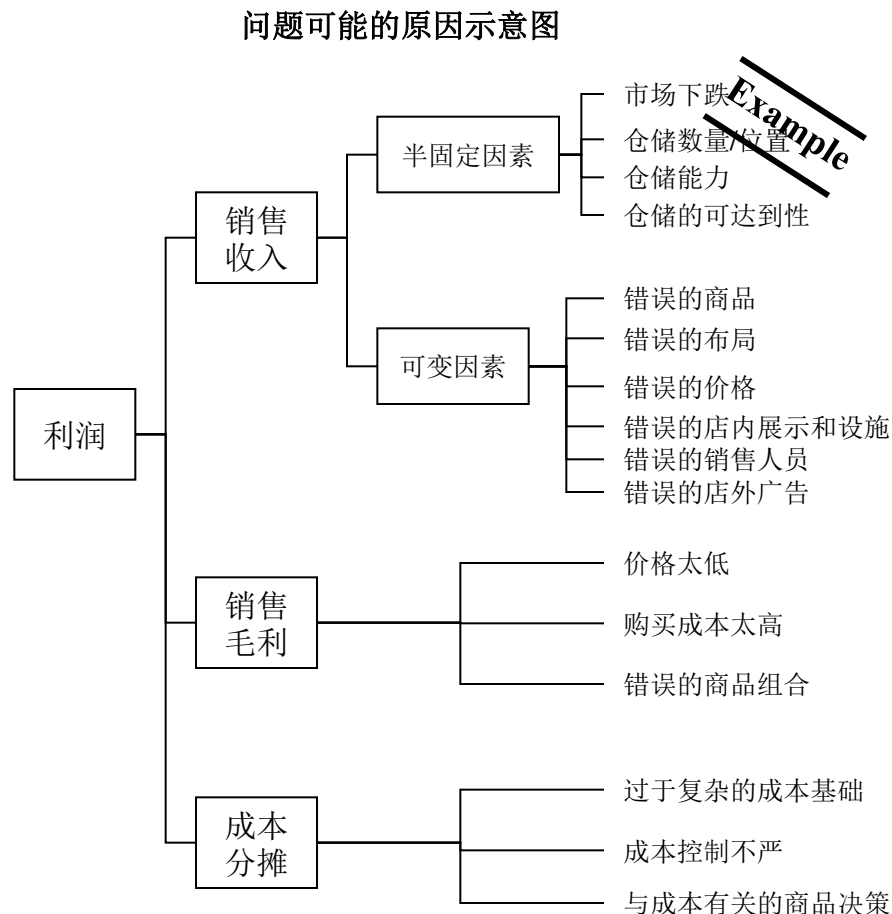 问题可能的原因示意图
Example
利润
销售
收入
半固定因素
市场下跌
仓储数量/位置
仓储能力
仓储的可达到性
可变因素
错误的商品
错误的布局
错误的价格
错误的店内展示和设施
错误的销售人员
错误的店外广告
销售
毛利
价格太低
购买成本太高
错误的商品组合
成本
分摊
过于复杂的成本基础
成本控制不严
与成本有关的商品决策